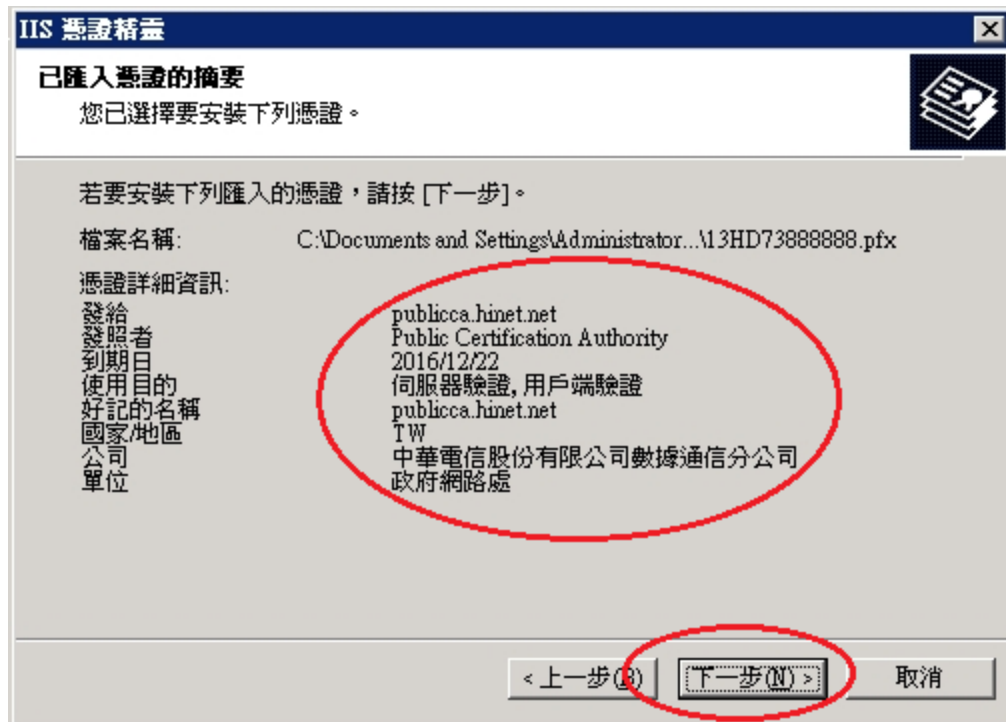 IIS 憑證精靈
已匯入憑證的摘要
您已選擇要安裝下列憑證。
若要安裝下列匯入的憑證，請按 [下一步]。
檔案名稱: C:\Documents and Settings\Administrator...\13HD73888888.pfx
憑證詳細資訊:
發給 publicca.hinet.net
發照者 Public Certification Authority
到期日 2016/12/22
使用目的 伺服器驗證, 用戶端驗證
好記的名稱 publicca.hinet.net
國家/地區 TW
公司 中華電信股份有限公司數據通信分公司
單位 政府網路處
< 上一步(B) 下一步(N) > 取消